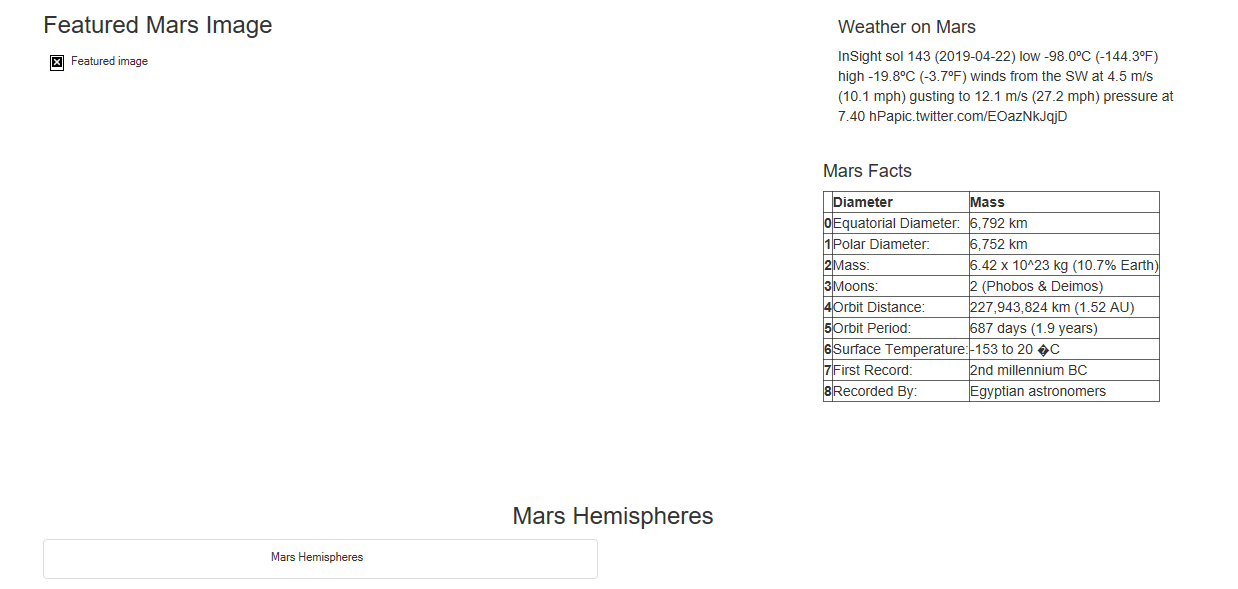 Featured Mars Image
Featured image
Weather on Mars
InSight sol 143 (2019-04-22) low -98.0ºC (-144.3ºF)
high -19.8ºC (-3.7ºF) winds from the SW at 4.5 m/s
(10.1 mph) gusting to 12.1 m/s (27.2 mph) pressure at
7.40 hPapic.twitter.com/EOazNkJqjD
Mars Facts
Diameter Mass
0 Equatorial Diameter: 6,792 km
1 Polar Diameter: 6,752 km
2 Mass: 6.42 x 10^23 kg (10.7% Earth)
3 Moons: 2 (Phobos & Deimos)
4 Orbit Distance: 227,943,824 km (1.52 AU)
5 Orbit Period: 687 days (1.9 years)
6 Surface Temperature: -153 to 20 �C
7 First Record: 2nd millennium BC
8 Recorded By: Egyptian astronomers
Mars Hemispheres
Mars Hemispheres